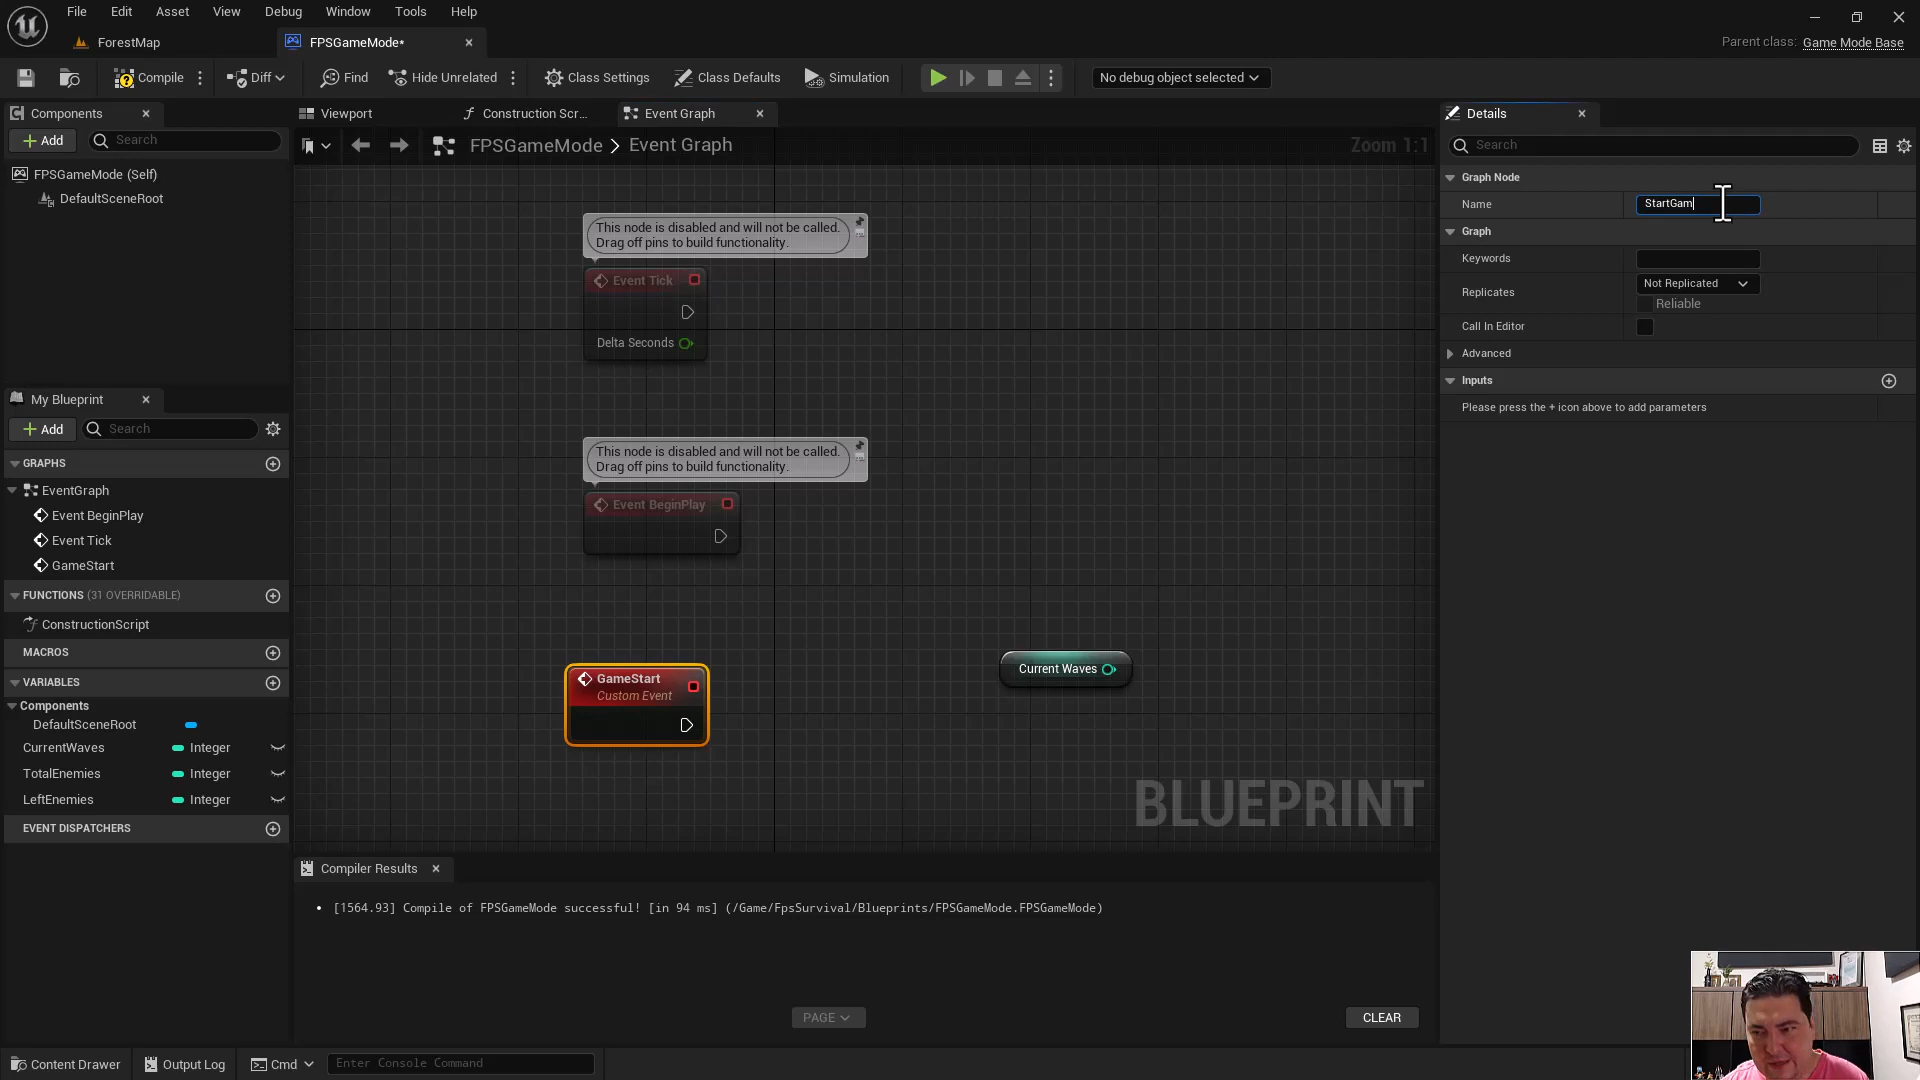 File Edit Asset View Debug Window Tools Help
ForestMap
FPSGameMode*
Parent class: Game Mode Base
Compile
Diff
Find
Hide Unrelated
Class Settings
Class Defaults
Simulation
No debug object selected
Components
Add
Search
FPSGameMode (Self)
DefaultSceneRoot
Viewport
Construction Scr...
Event Graph
FPSGameMode > Event Graph
Zoom 1:1
This node is disabled and will not be called.
Drag off pins to build functionality.
Event Tick
Delta Seconds
This node is disabled and will not be called.
Drag off pins to build functionality.
Event BeginPlay
GameStart
Custom Event
Current Waves
BLUEPRINT
My Blueprint
Add
Search
GRAPHS
EventGraph
Event BeginPlay
Event Tick
GameStart
FUNCTIONS (31 OVERRIDABLE)
ConstructionScript
MACROS
VARIABLES
Components
DefaultSceneRoot
CurrentWaves Integer
TotalEnemies Integer
LeftEnemies Integer
EVENT DISPATCHERS
Compiler Results
• [1564.93] Compile of FPSGameMode successful! [in 94 ms] (/Game/FpsSurvival/Blueprints/FPSGameMode.FPSGameMode)
PAGE
CLEAR
Details
Search
Graph Node
Name StartGam
Graph
Keywords
Replicates Not Replicated
Reliable
Call In Editor
Advanced
Inputs
Please press the + icon above to add parameters
Content Drawer
Output Log
Cmd
Enter Console Command